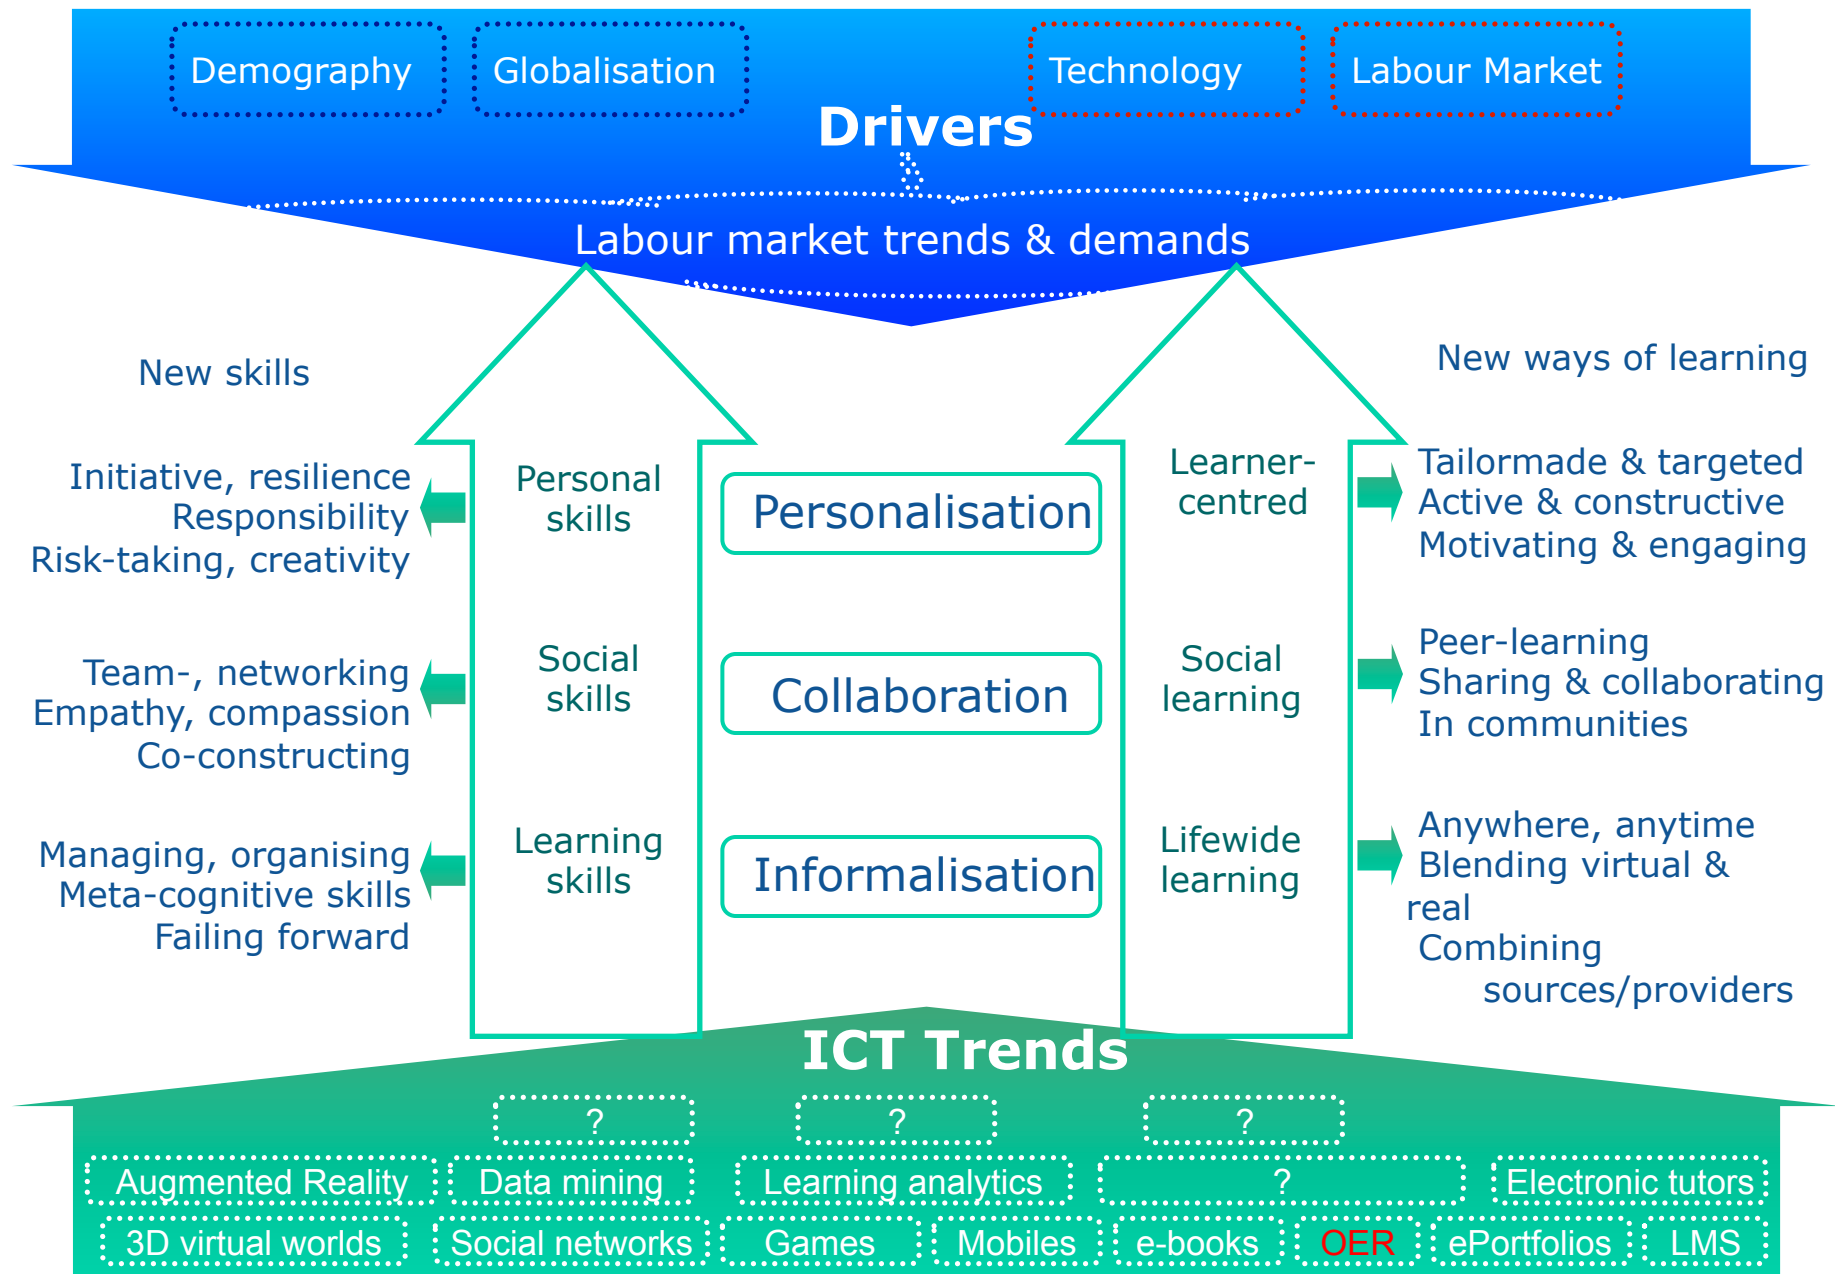 Demography
Globalisation
Technology
Labour Market
Drivers
Labour market trends & demands
New skills
New ways of learning
Initiative, resilience
Responsibility
Risk-taking, creativity
Personal
skills
Personalisation
Learner-
centred
Tailormade & targeted
Active & constructive
Motivating & engaging
Team-, networking
Empathy, compassion
Co-constructing
Social
skills
Collaboration
Social
learning
Peer-learning
Sharing & collaborating
In communities
Managing, organising
Meta-cognitive skills
Failing forward
Learning
skills
Informalisation
Lifewide
learning
Anywhere, anytime
Blending virtual &
real
Combining
sources/providers
ICT Trends
?
?
?
Augmented Reality
Data mining
Learning analytics
?
Electronic tutors
3D virtual worlds
Social networks
Games
Mobiles
e-books
OER
ePortfolios
LMS